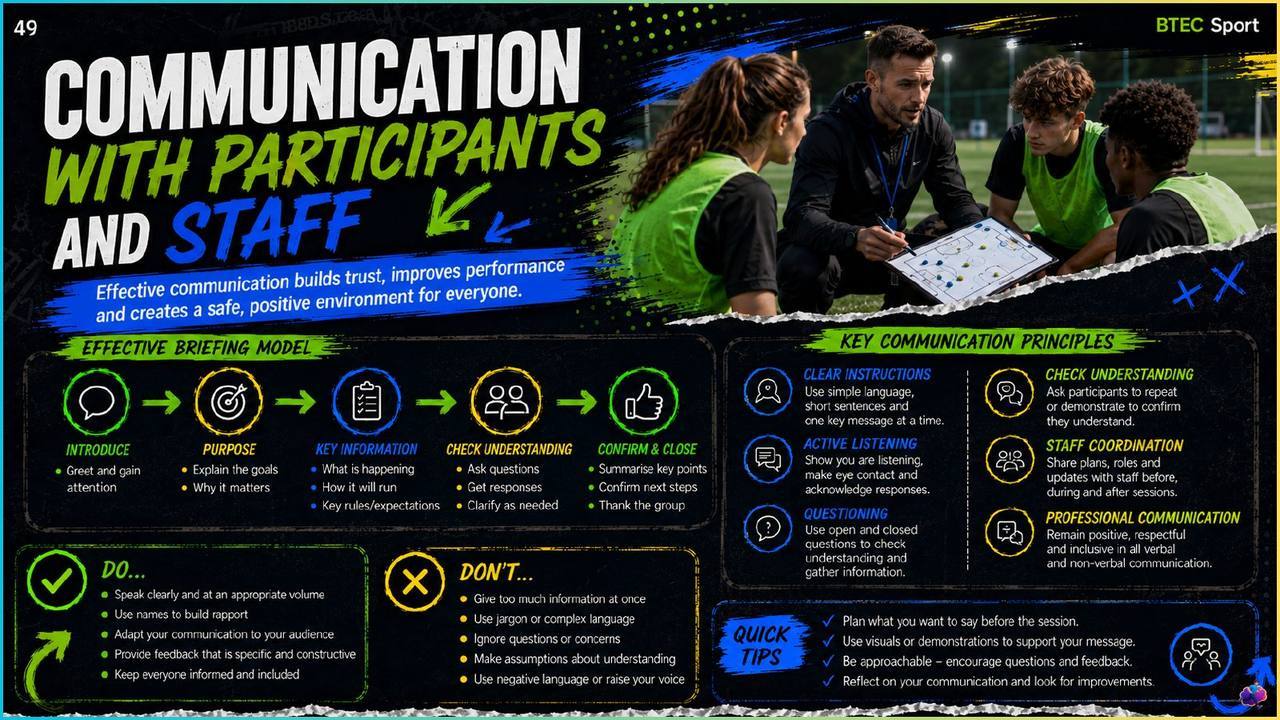 49
BTEC Sport
COMMUNICATION
WITH PARTICIPANTS
AND STAFF
Effective communication builds trust, improves performance
and creates a safe, positive environment for everyone.
EFFECTIVE BRIEFING MODEL
INTRODUCE
• Greet and gain
attention
PURPOSE
• Explain the goals
• Why it matters
KEY INFORMATION
• What is happening
• How it will run
• Key rules/expectations
CHECK UNDERSTANDING
• Ask questions
• Get responses
• Clarify as needed
CONFIRM & CLOSE
• Summarise key points
• Confirm next steps
• Thank the group
KEY COMMUNICATION PRINCIPLES
CLEAR INSTRUCTIONS
Use simple language,
short sentences and
one key message at a time.
ACTIVE LISTENING
Show you are listening,
make eye contact and
acknowledge responses.
QUESTIONING
Use open and closed
questions to check
understanding and
gather information.
CHECK UNDERSTANDING
Ask participants to repeat
or demonstrate to confirm
they understand.
STAFF COORDINATION
Share plans, roles and
updates with staff before,
during and after sessions.
PROFESSIONAL COMMUNICATION
Remain positive, respectful
and inclusive in all verbal
and non-verbal communication.
DO...
• Speak clearly and at an appropriate volume
• Use names to build rapport
• Adapt your communication to your audience
• Provide feedback that is specific and constructive
• Keep everyone informed and included
DON'T...
• Give too much information at once
• Use jargon or complex language
• Ignore questions or concerns
• Make assumptions about understanding
• Use negative language or raise your voice
QUICK
TIPS
✓ Plan what you want to say before the session.
✓ Use visuals or demonstrations to support your message.
✓ Be approachable – encourage questions and feedback.
✓ Reflect on your communication and look for improvements.